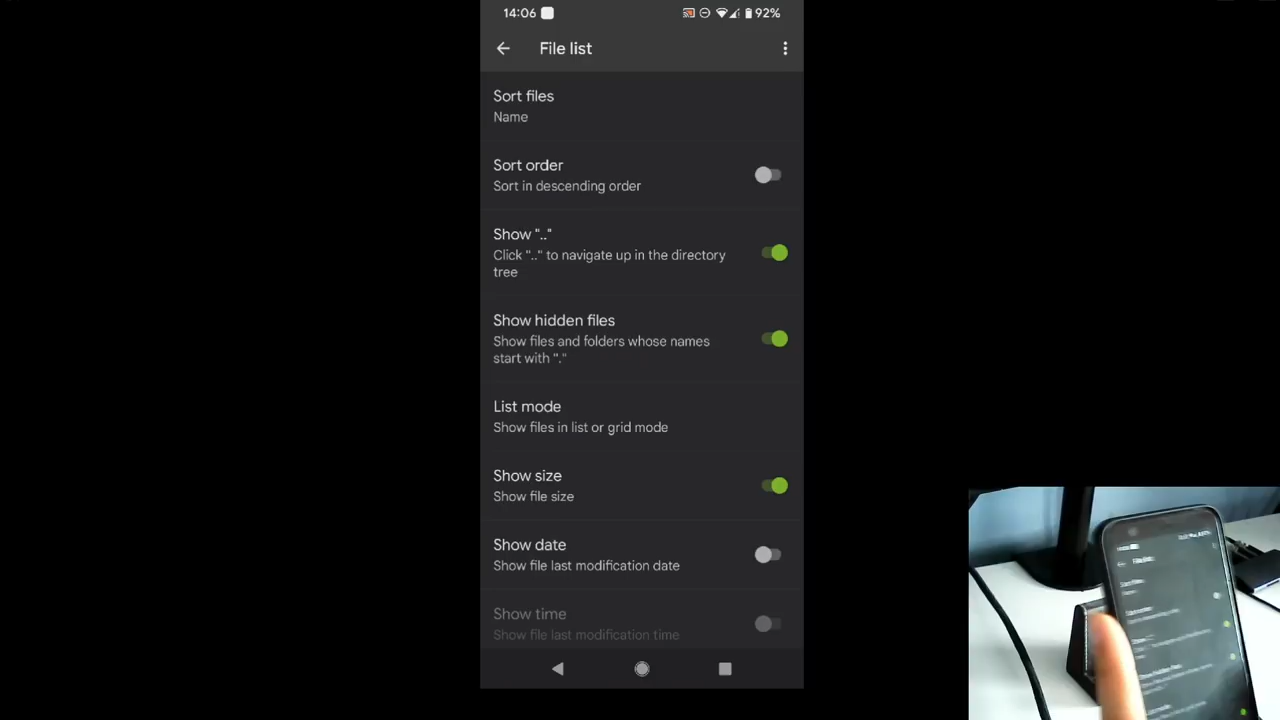 14:06
92%
File list
Sort files
Name
Sort order
Sort in descending order
Show ".."
Click ".." to navigate up in the directory
tree
Show hidden files
Show files and folders whose names
start with "."
List mode
Show files in list or grid mode
Show size
Show file size
Show date
Show file last modification date
Show time
Show file last modification time